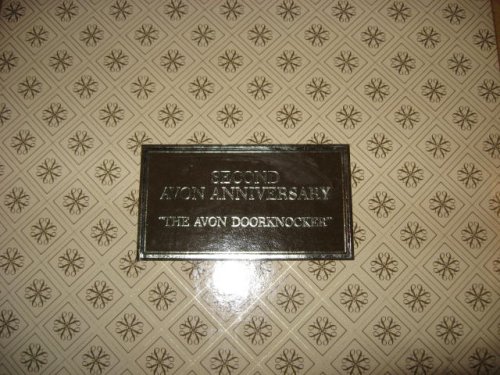 SECOND
AVON ANNIVERSARY
"THE AVON DOORKNOCKER"